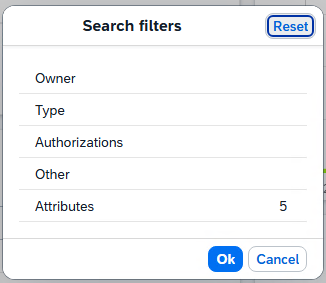 Search filters
Reset
Owner
Type
Authorizations
Other
Attributes 5
Ok Cancel